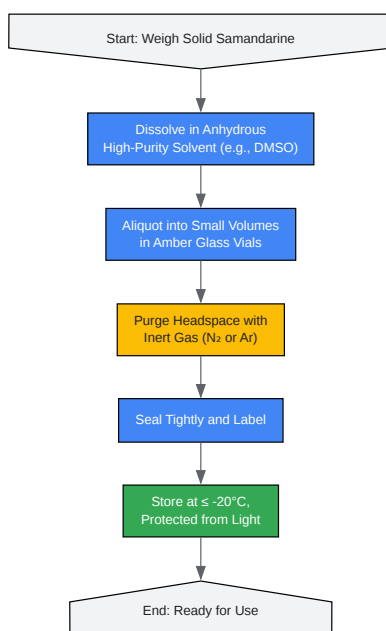 Start: Weigh Solid Samandarine
Dissolve in Anhydrous
High-Purity Solvent (e.g., DMSO)
Aliquot into Small Volumes
in Amber Glass Vials
Purge Headspace with
Inert Gas (N₂ or Ar)
Seal Tightly and Label
Store at ≤ -20°C,
Protected from Light
End: Ready for Use